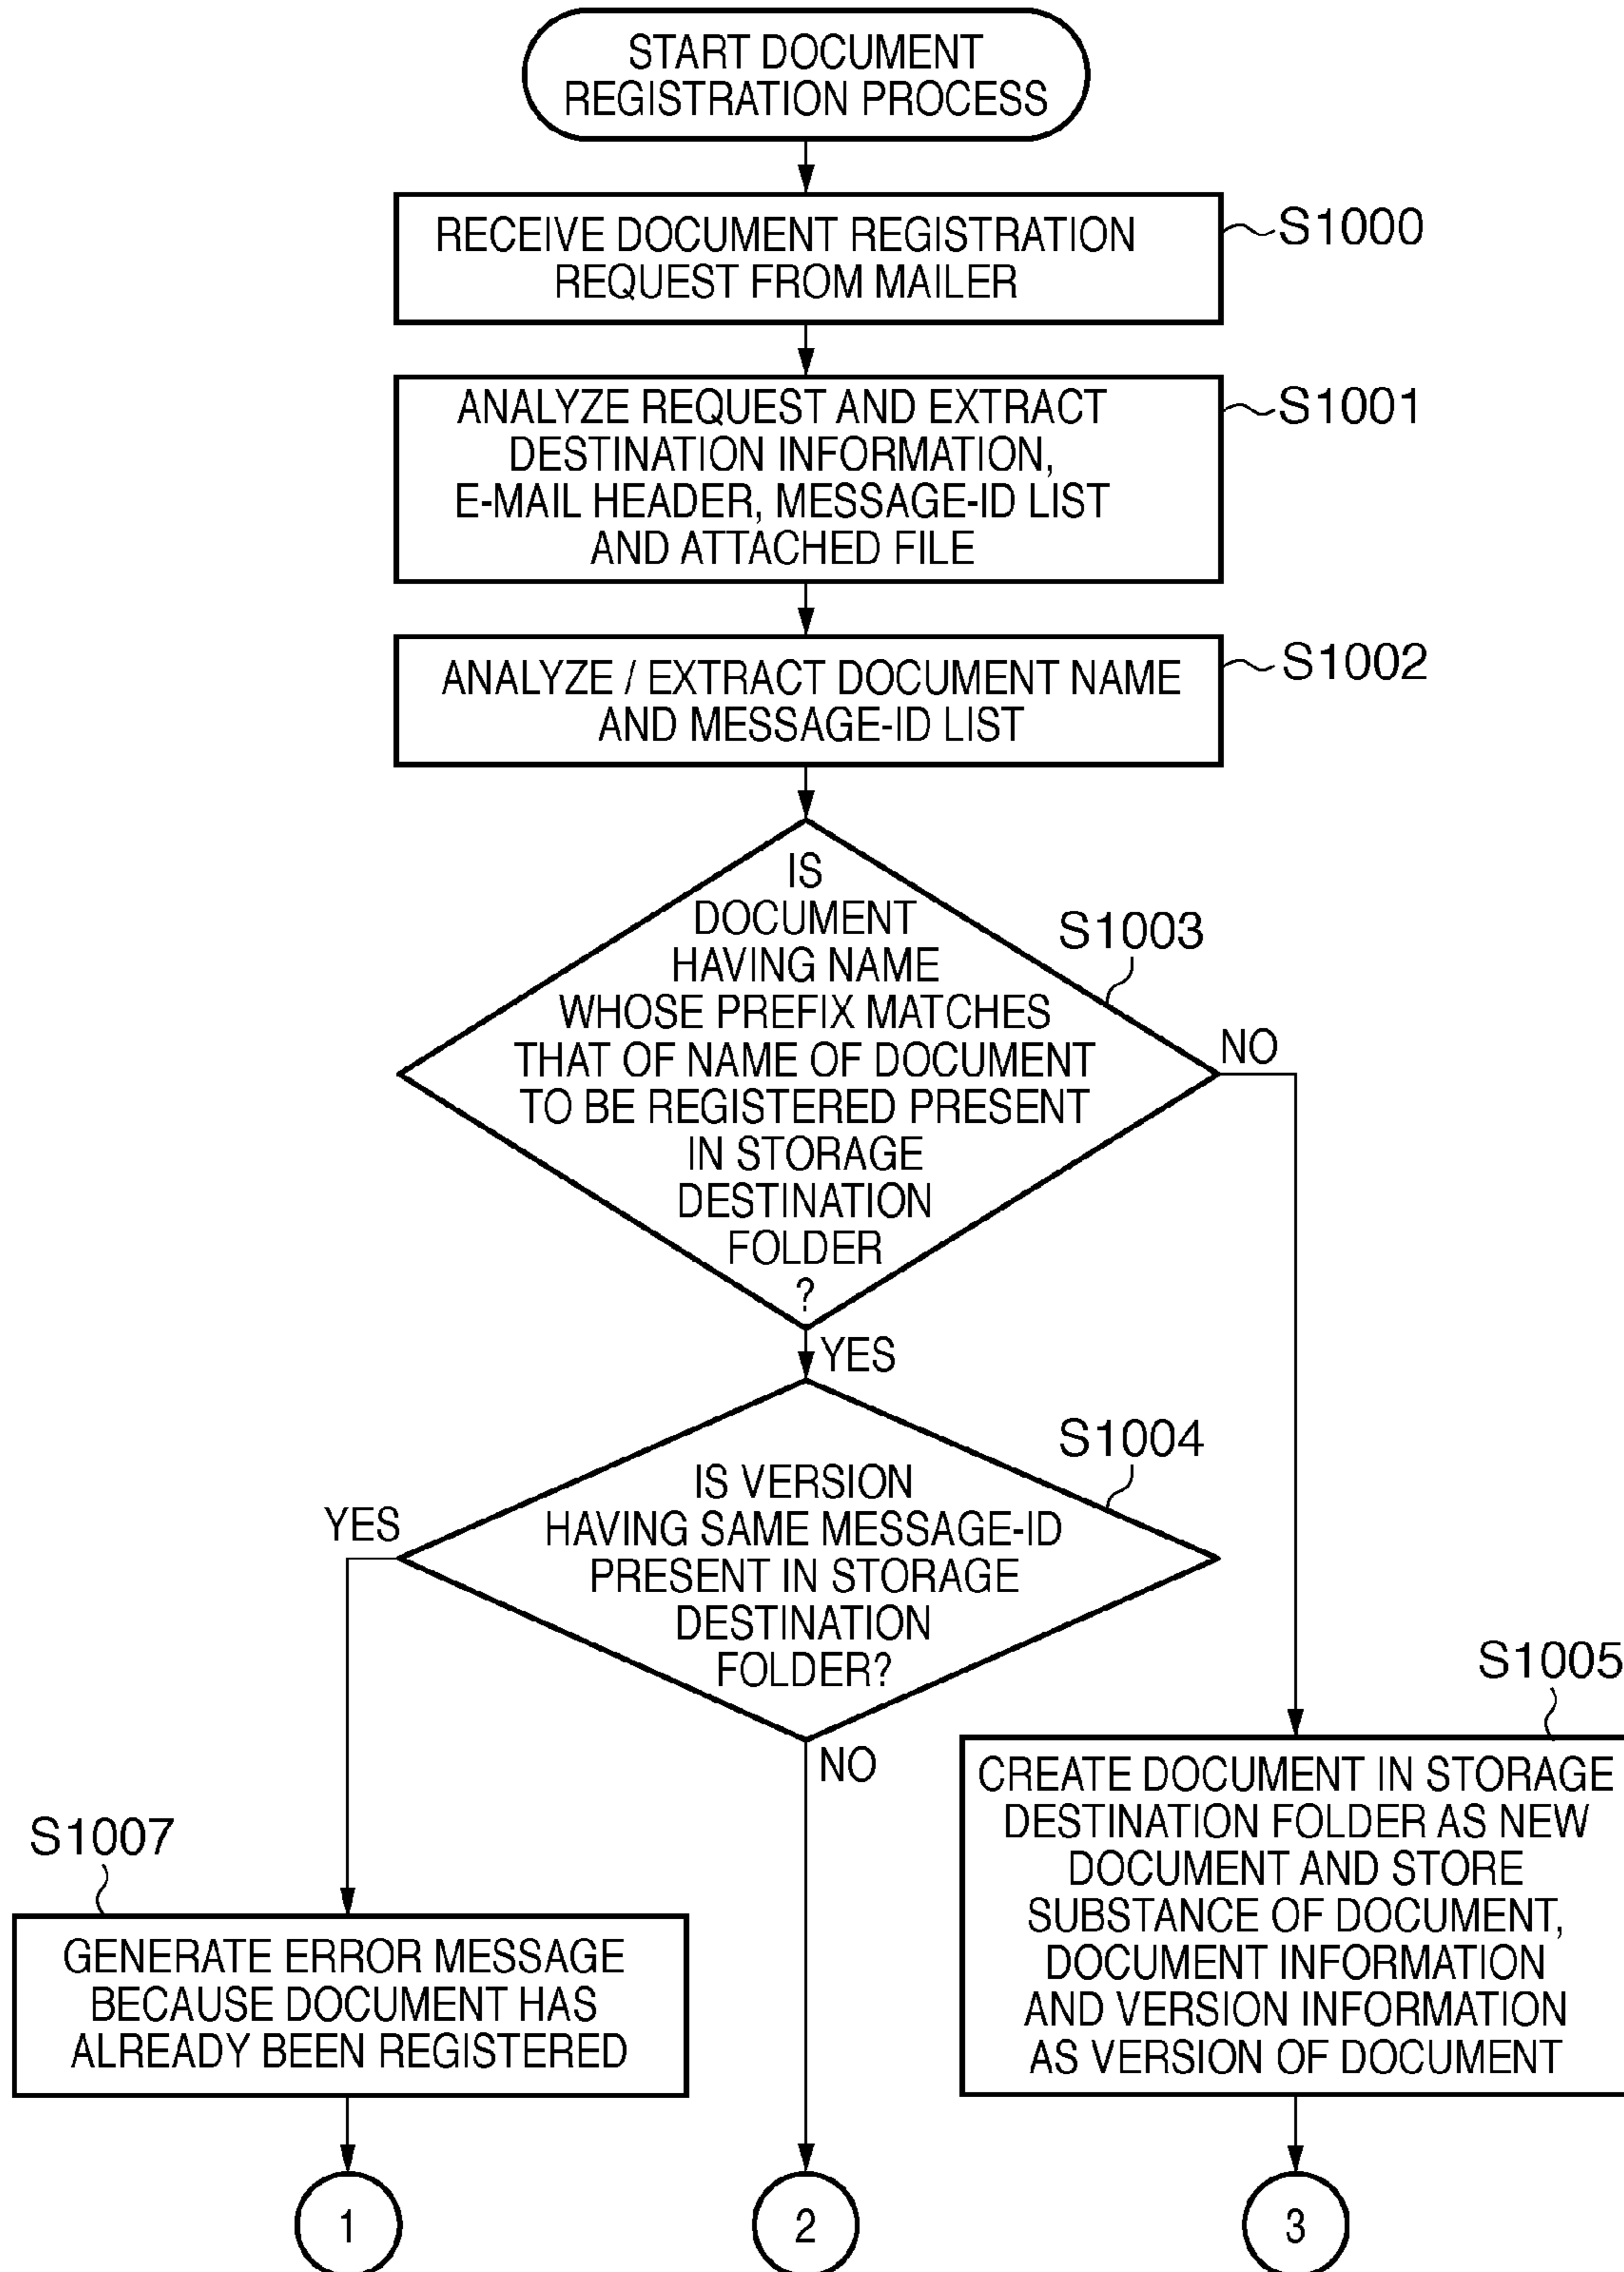 START DOCUMENT
REGISTRATION PROCESS
RECEIVE DOCUMENT REGISTRATION
REQUEST FROM MAILER
S1000
ANALYZE REQUEST AND EXTRACT
DESTINATION INFORMATION,
E-MAIL HEADER, MESSAGE-ID LIST
AND ATTACHED FILE
S1001
ANALYZE / EXTRACT DOCUMENT NAME
AND MESSAGE-ID LIST
S1002
IS
DOCUMENT
HAVING NAME
WHOSE PREFIX MATCHES
THAT OF NAME OF DOCUMENT
TO BE REGISTERED PRESENT
IN STORAGE
DESTINATION
FOLDER
?
S1003
NO
YES
IS VERSION
HAVING SAME MESSAGE-ID
PRESENT IN STORAGE
DESTINATION
FOLDER?
S1004
YES
NO
S1007
GENERATE ERROR MESSAGE
BECAUSE DOCUMENT HAS
ALREADY BEEN REGISTERED
S1005
CREATE DOCUMENT IN STORAGE
DESTINATION FOLDER AS NEW
DOCUMENT AND STORE
SUBSTANCE OF DOCUMENT,
DOCUMENT INFORMATION
AND VERSION INFORMATION
AS VERSION OF DOCUMENT
1
2
3